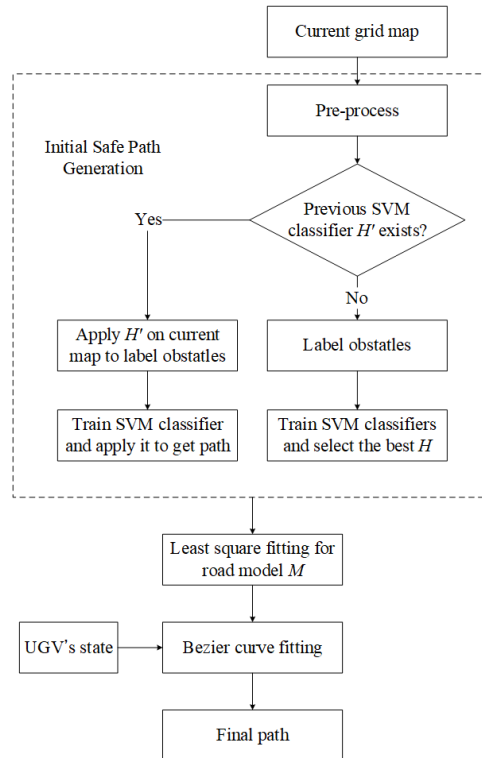 Current grid map
Pre-process
Initial Safe Path
Generation
Previous SVM
classifier H' exists?
Yes
No
Apply H' on current
map to label obstatles
Label obstatles
Train SVM classifier
and apply it to get path
Train SVM classifiers
and select the best H
Least square fitting for
road model M
UGV's state
Bezier curve fitting
Final path